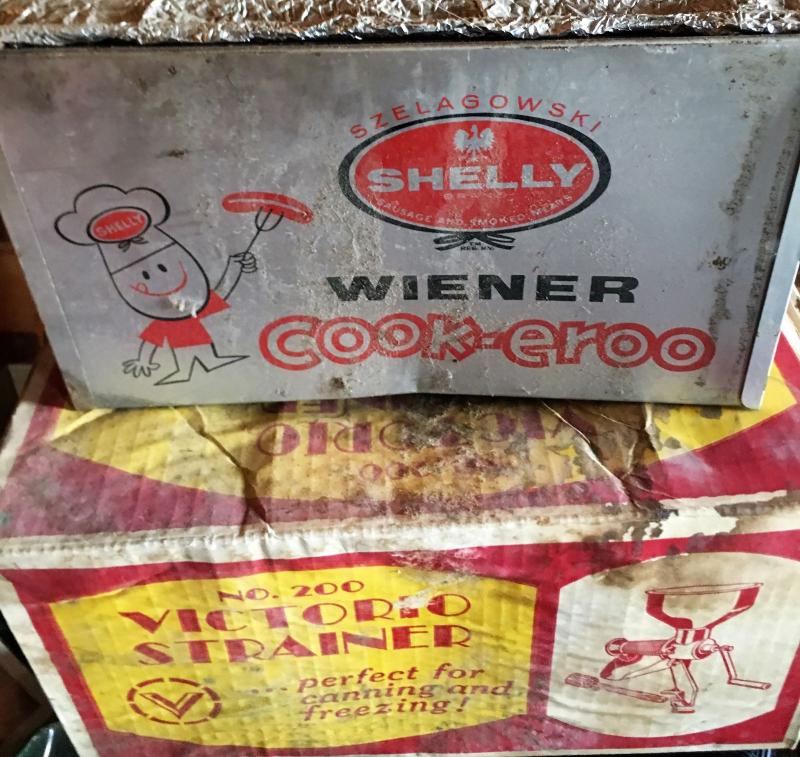 SZELAGOWSKI
SHELLY
SAUSAGE AND SMOKED MEATS
SHELLY
WIENER
COOK-eroo
NO. 200
VICTORIO
STRAINER
... perfect for
canning and
freezing!